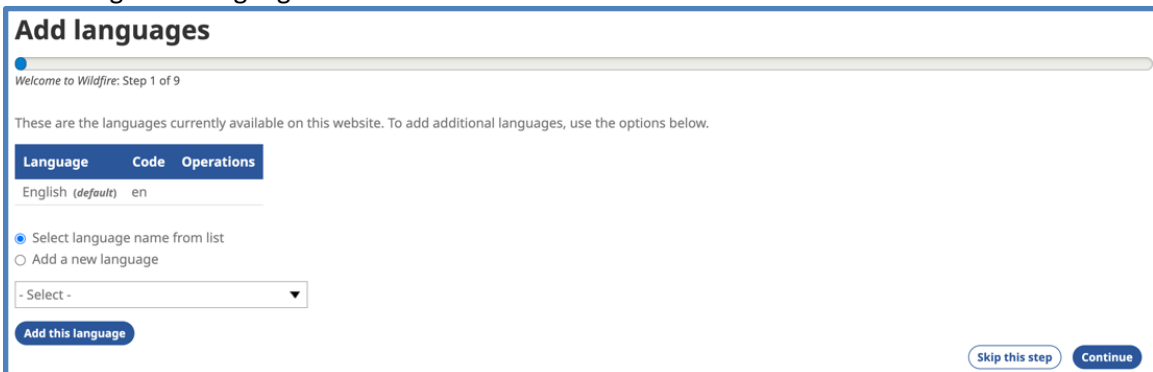 Add languages
Welcome to Wildfire: Step 1 of 9
These are the languages currently available on this website. To add additional languages, use the options below.
Language Code Operations
English (default) en
Select language name from list
Add a new language
- Select -
Add this language
Skip this step Continue